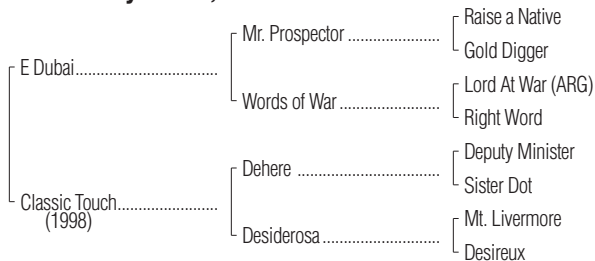 Raise a Native
Mr. Prospector
Gold Digger
E Dubai
Lord At War (ARG)
Words of War
Right Word
Deputy Minister
Dehere
Sister Dot
Classic Touch
(1998)
Mt. Livermore
Desiderosa
Desireux